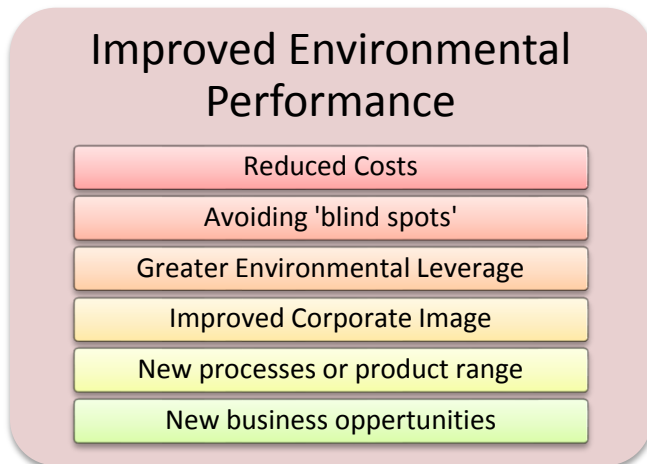 Improved Environmental
Performance
Reduced Costs
Avoiding 'blind spots'
Greater Environmental Leverage
Improved Corporate Image
New processes or product range
New business oppertunities